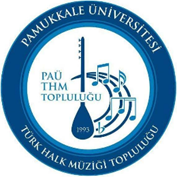 PAMUKKALE ÜNİVERSİTESİ
PAÜ
THM
TOPLULUĞU
1993
TÜRK HALK MÜZİĞİ TOPLULUĞU